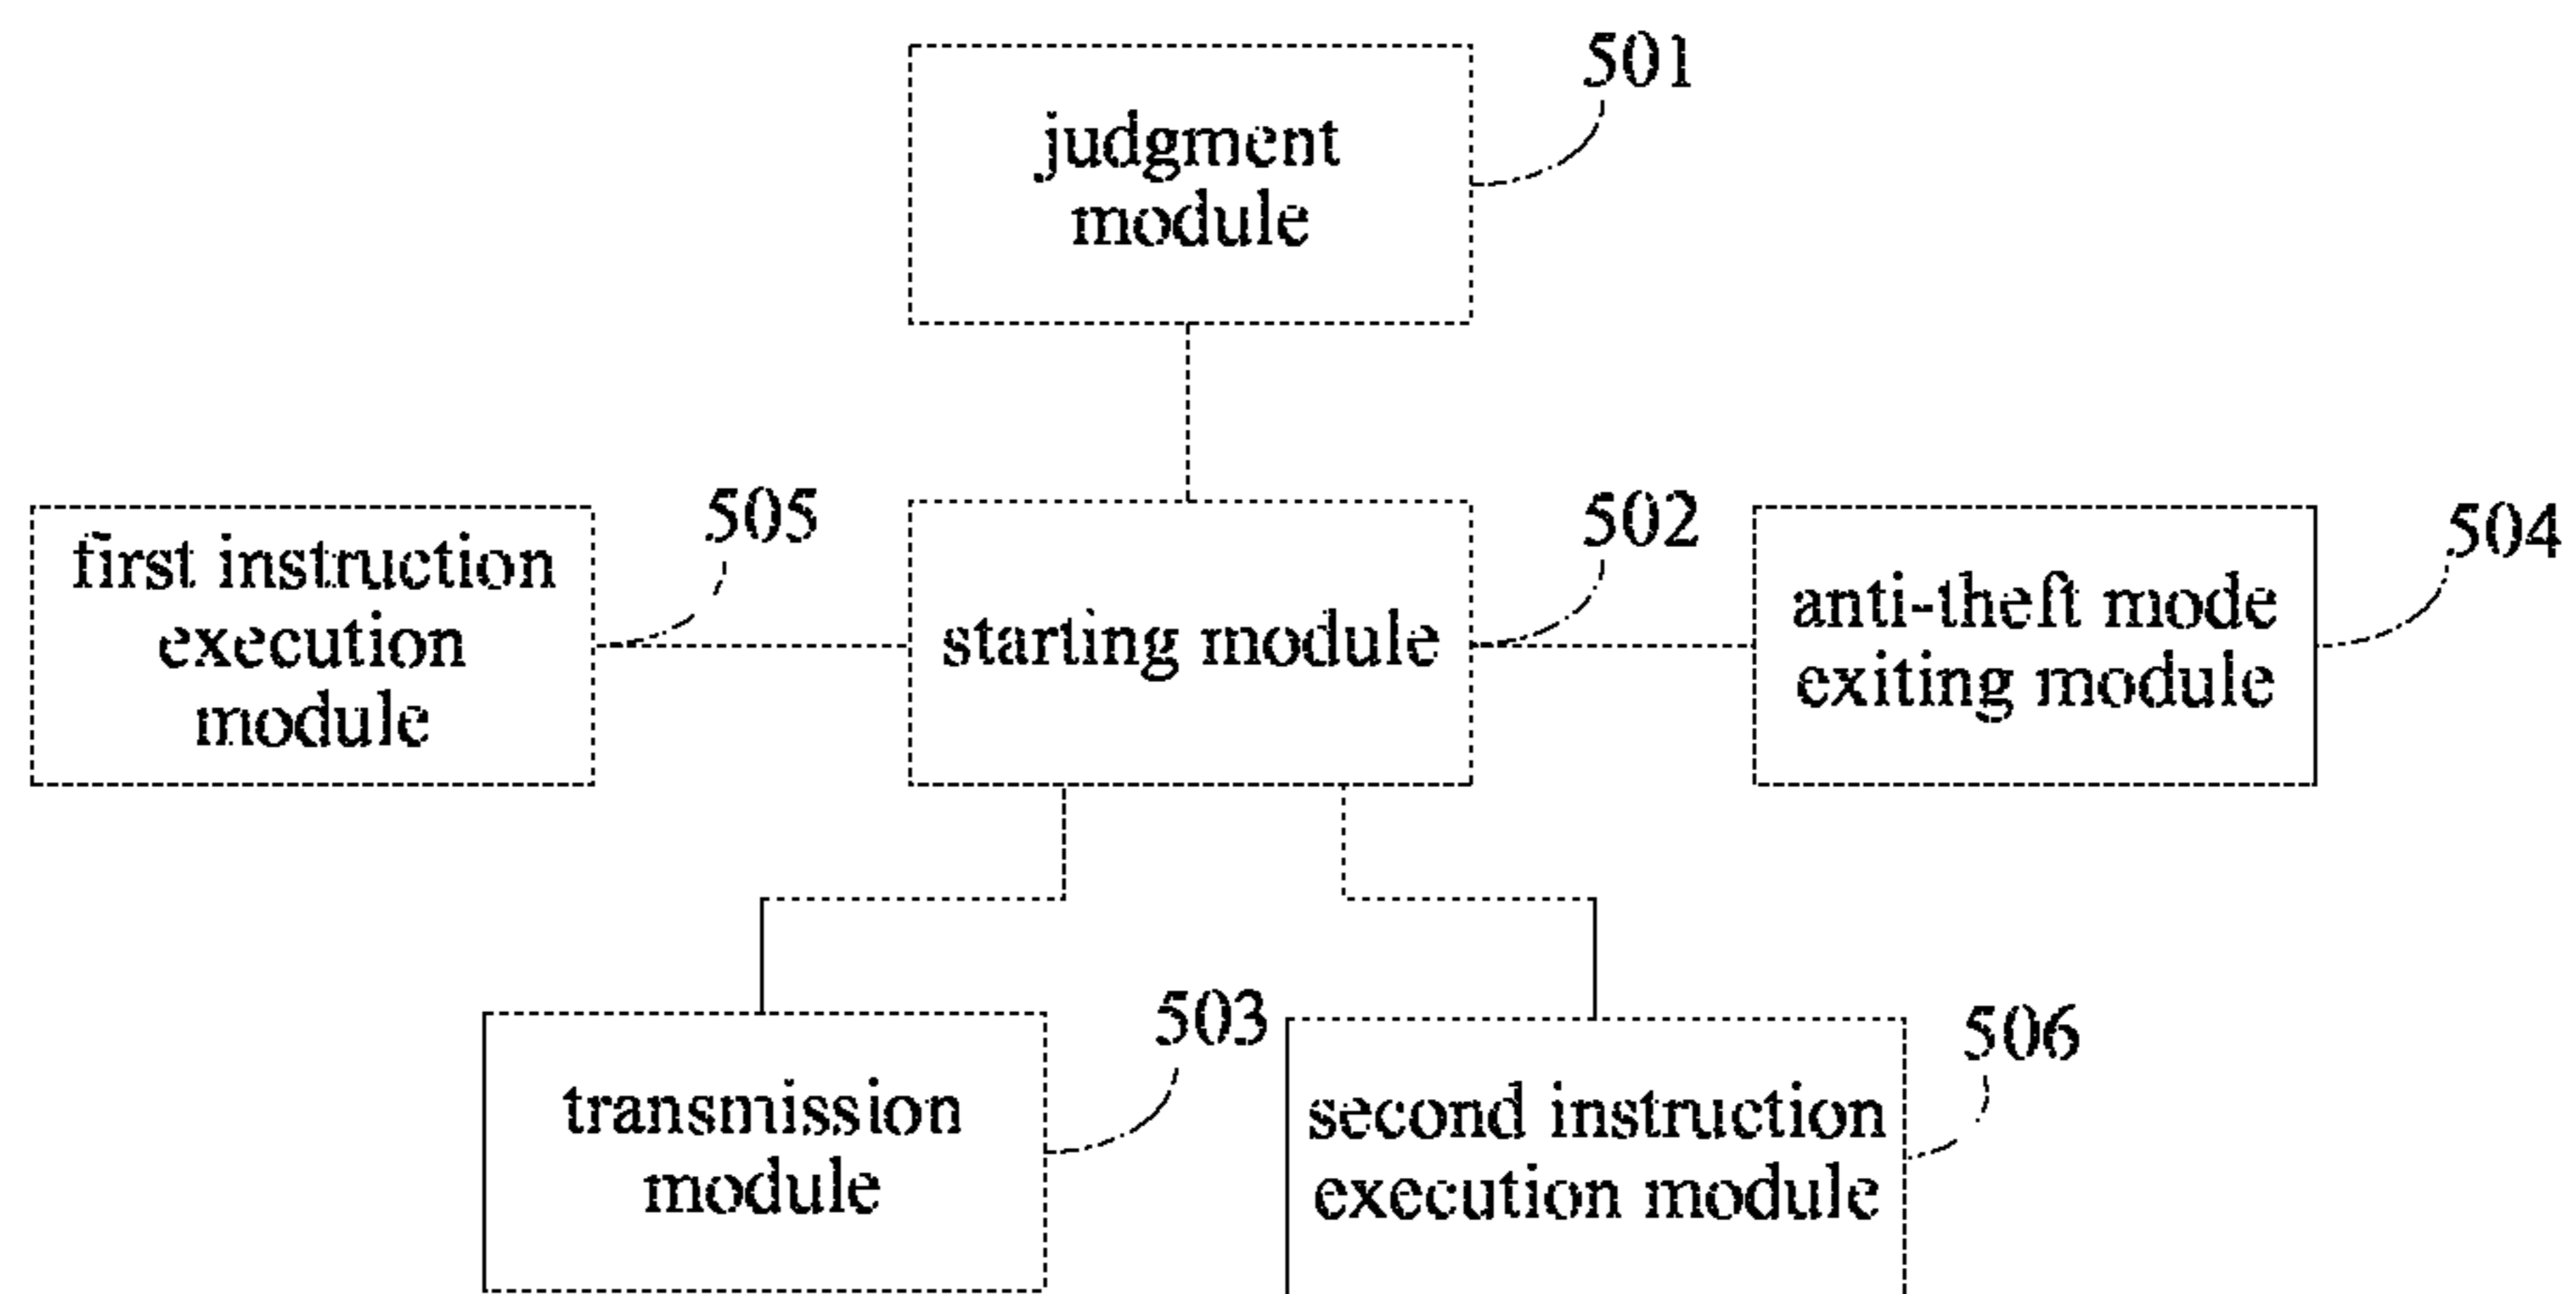 501
judgment
module
505
502
504
first instruction
execution
module
starting module
anti-theft mode
exiting module
503
506
transmission
module
second instruction
execution module